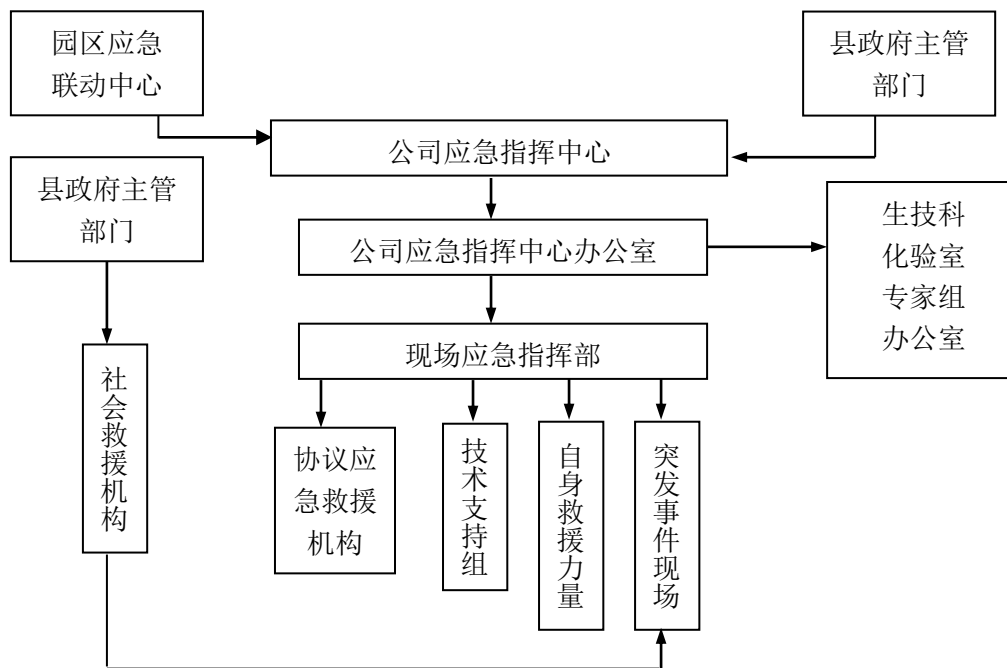 园区应急
联动中心
县政府主管
部门
公司应急指挥中心
县政府主管
部门
公司应急指挥中心办公室
生技科
化验室
专家组
办公室
现场应急指挥部
社会救援机构
协议应
急救援
机构
技术支持组
自身救援力量
突发事件现场